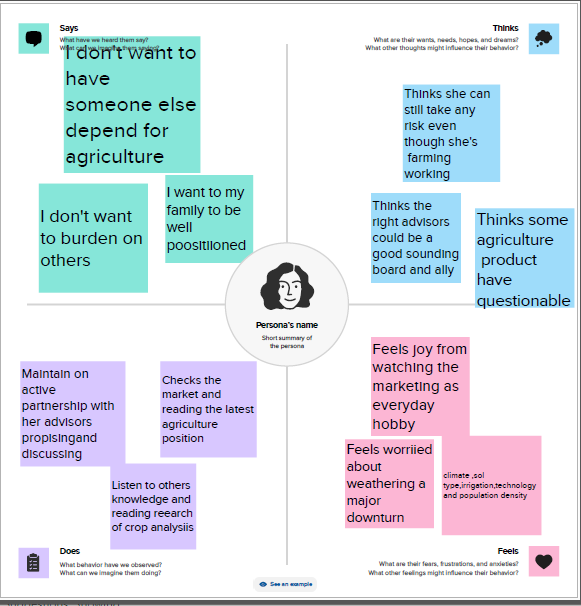 Says
What have we heard them say?
What can we imagine them saying?
I don't want to
have
someone else
depend for
agriculture
I don't want
to burden on
others
I want to my
family to be
well
poositiioned
Thinks
What are their wants, needs, hopes, and dreams?
What other thoughts might influence their behavior?
Thinks she can
still take any
risk even
though she's
farming
working
Thinks the
right advisors
could be a
good sounding
board and ally
Thinks some
agriculture
product
have
questionable
Persona's name
Short summary of
the persona
Maintain on
active
partnership with
her advisors
propisingand
discussing
Checks the
market and
reading the latest
agriculture
position
Listen to others
knowledge and
reading reearch
of crop analysiis
Does
What behavior have we observed?
What can we imagine them doing?
Feels joy from
watching the
marketing as
everyday
hobby
Feels worriied
about
weathering a
major
downturn
climate ,sol
type,irrigation,technology
and population density
Feels
What are their fears, frustrations, and anxieties?
What other feelings might influence their behavior?
See an example